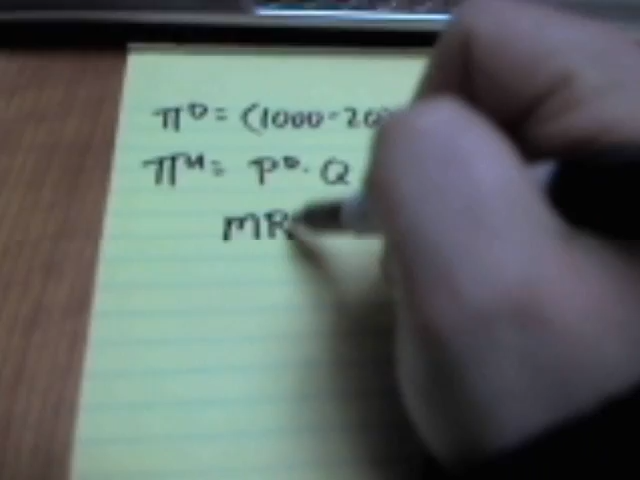 π^D = (1000-20
π^M = P^D · Q
MR